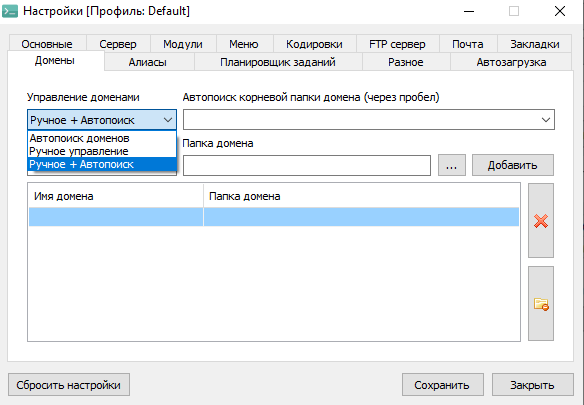 Настройки [Профиль: Default]
Основные Сервер Модули Меню Кодировки FTP сервер Почта Закладки
Домены Алиасы Планировщик заданий Разное Автозагрузка
Управление доменами Автопоиск корневой папки домена (через пробел)
Ручное + Автопоиск
Автопоиск доменов Папка домена
Ручное управление
Ручное + Автопоиск ... Добавить
Имя домена Папка домена
Сбросить настройки Сохранить Закрыть